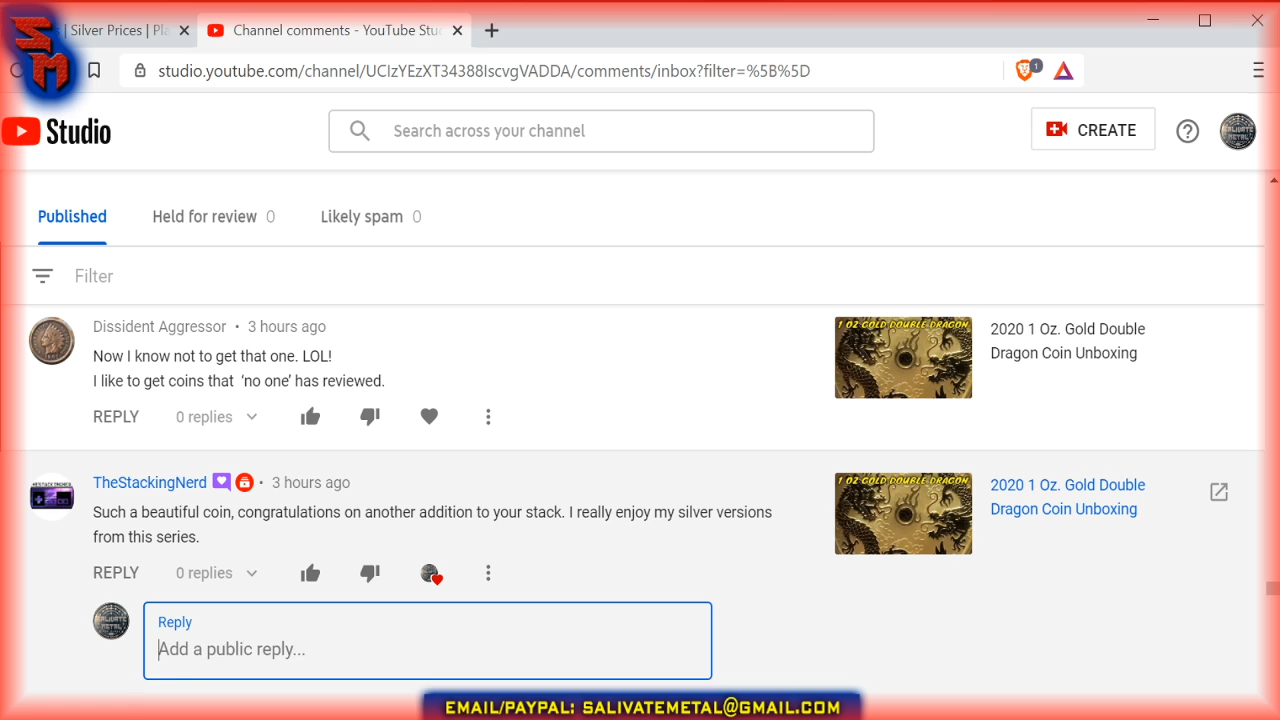 SM
| Silver Prices | Pla
Channel comments - YouTube Stu
studio.youtube.com/channel/UCIzYEzXT34388IscvgVADDA/comments/inbox?filter=%5B%5D
1
Studio
Search across your channel
CREATE
SALIVATE
METAL
Published
Held for review 0
Likely spam 0
Filter
Dissident Aggressor • 3 hours ago
Now I know not to get that one. LOL!
I like to get coins that 'no one' has reviewed.
REPLY 0 replies
1 OZ GOLD DOUBLE DRAGON
2020 1 Oz. Gold Double
Dragon Coin Unboxing
TheStackingNerd • 3 hours ago
Such a beautiful coin, congratulations on another addition to your stack. I really enjoy my silver versions
from this series.
REPLY 0 replies
1 OZ GOLD DOUBLE DRAGON
2020 1 Oz. Gold Double
Dragon Coin Unboxing
SALIVATE
METAL
Reply
Add a public reply...
EMAIL/PAYPAL: SALIVATEMETAL@GMAIL.COM